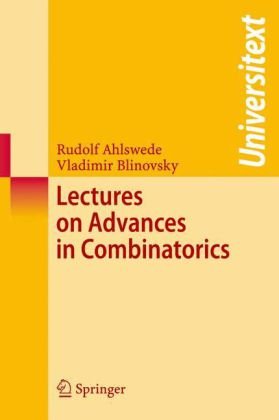 Universitext
Rudolf Ahlswede
Vladimir Blinovsky
Lectures
on Advances
in Combinatorics
Springer